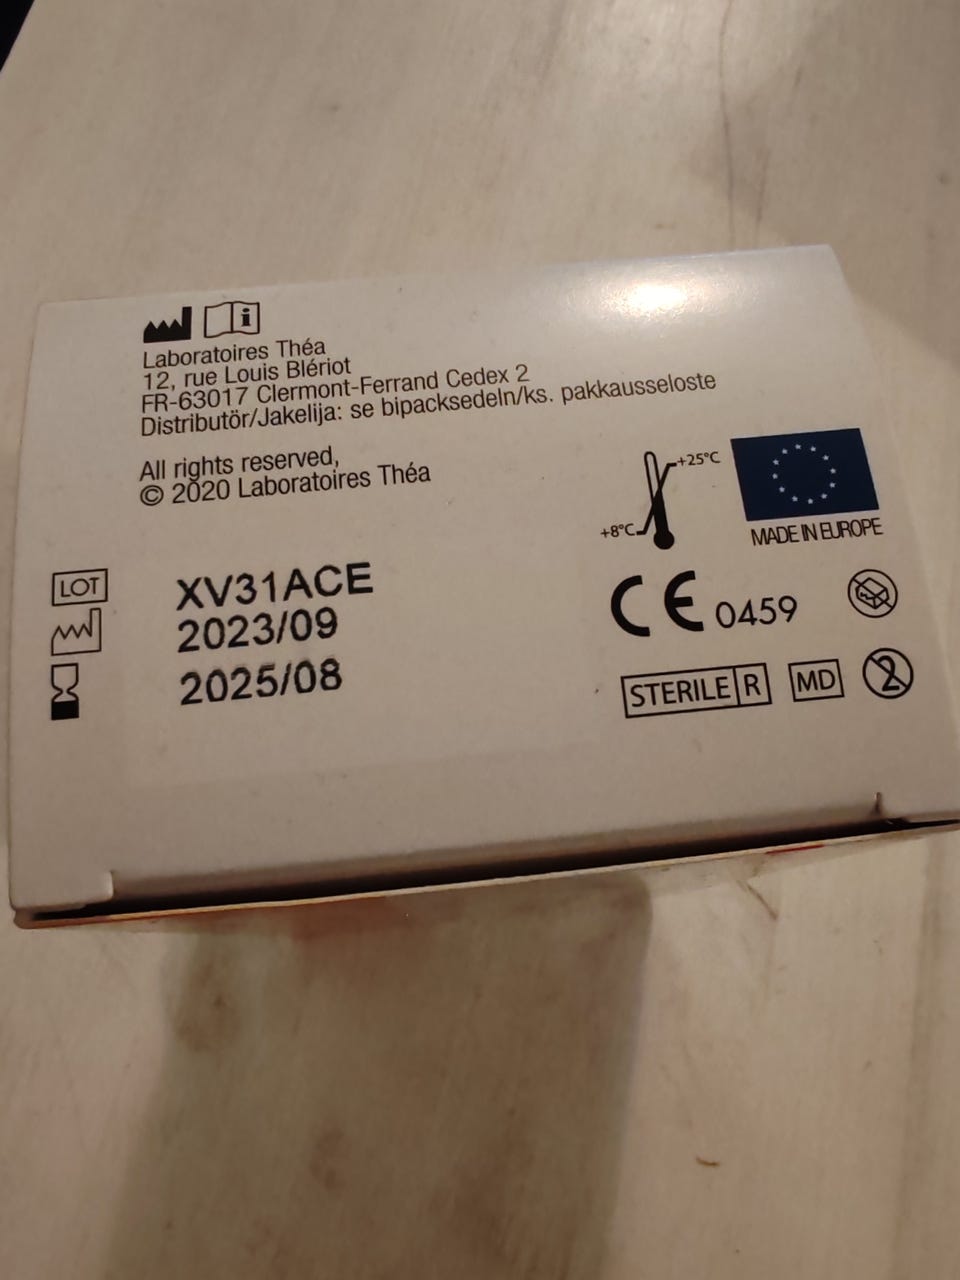 i
Laboratoires Théa
12, rue Louis Blériot
FR-63017 Clermont-Ferrand Cedex 2
Distributör/Jakelija: se bipacksedeln/ks. pakkausseloste
All rights reserved,
© 2020 Laboratoires Théa
+25°C
+8°C
MADE IN EUROPE
LOT XV31ACE
2023/09
2025/08
CE 0459
STERILE R MD 2